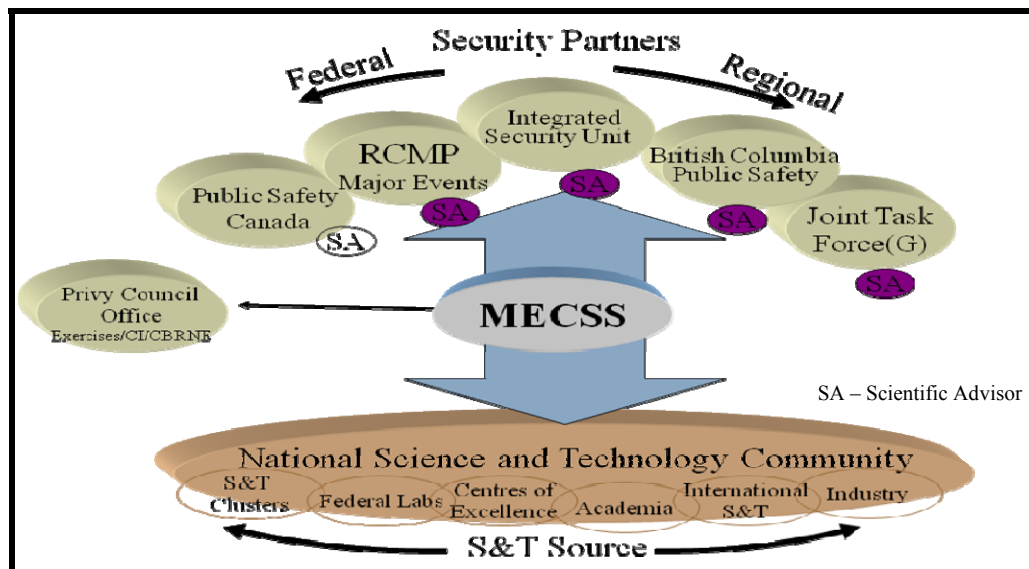 Security Partners
Federal
Regional
Integrated
Security Unit
RCMP
Major Events
British Columbia
Public Safety
Public Safety
Canada
Joint Task
Force(G)
SA
SA
SA
SA
SA
Privy Council
Office
Exercises/CI/CBRNE
MECSS
SA – Scientific Advisor
National Science and Technology Community
S&T
Clusters
Federal Labs
Centres of
Excellence
Academia
International
S&T
Industry
S&T Source